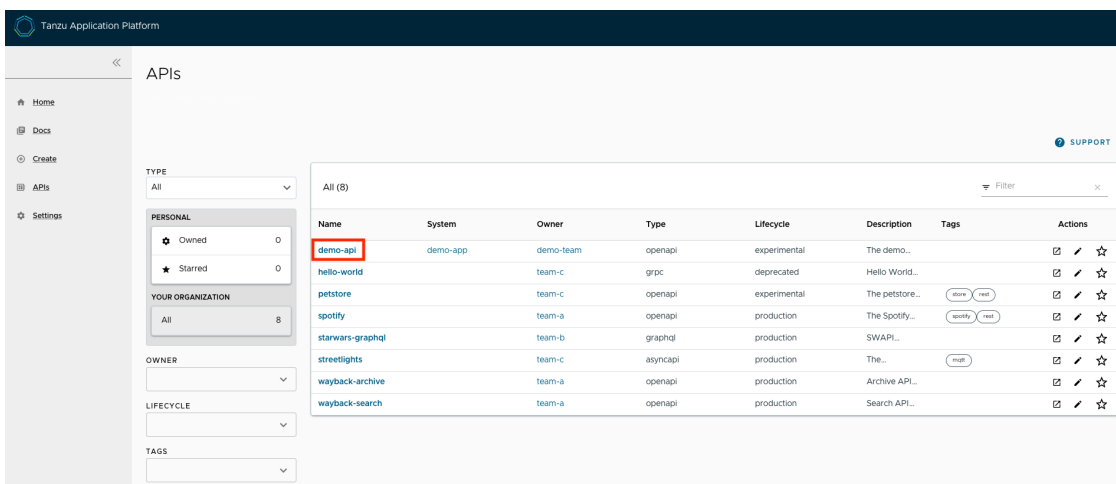 Tanzu Application Platform
APIs
Home
Docs
Create
APIs
Settings
SUPPORT
TYPE
All
PERSONAL
Owned 0
Starred 0
YOUR ORGANIZATION
All 8
OWNER
LIFECYCLE
TAGS
All (8)
Filter
Name System Owner Type Lifecycle Description Tags Actions
demo-api demo-app demo-team openapi experimental The demo...
hello-world team-c grpc deprecated Hello World...
petstore team-c openapi experimental The petstore... store rest
spotify team-a openapi production The Spotify... spotify rest
starwars-graphql team-b graphql production SWAPI...
streetlights team-c asyncapi production The... mqtt
wayback-archive team-a openapi production Archive API...
wayback-search team-a openapi production Search API...